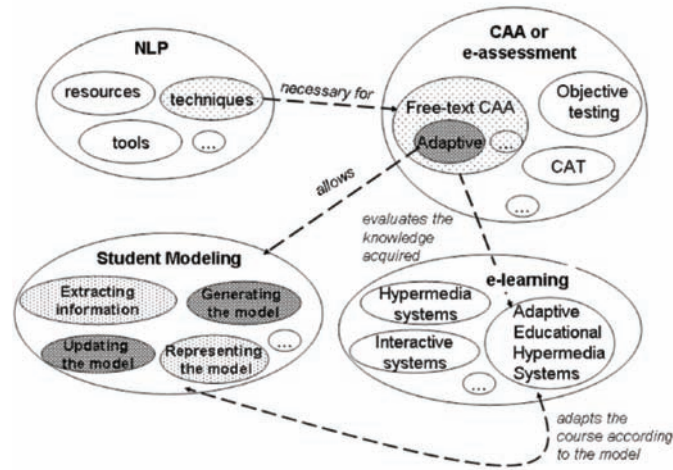 NLP
resources
techniques
tools
...
necessary for
CAA or
e-assessment
Free-text CAA
Adaptive
...
Objective
testing
CAT
...
allows
evaluates the
knowledge
acquired
Student Modeling
Extracting
information
Generating
the model
Updating
the model
Representing
the model
...
e-learning
Hypermedia
systems
Interactive
systems
...
Adaptive
Educational
Hypermedia
Systems
adapts the
course according
to the model